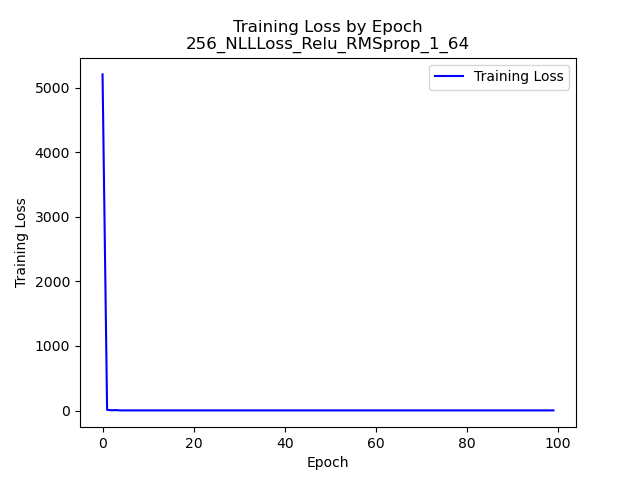 Training Loss by Epoch
256_NLLLoss_Relu_RMSprop_1_64
Training Loss
5000
4000
3000
2000
1000
0
Training Loss
0 20 40 60 80 100
Epoch